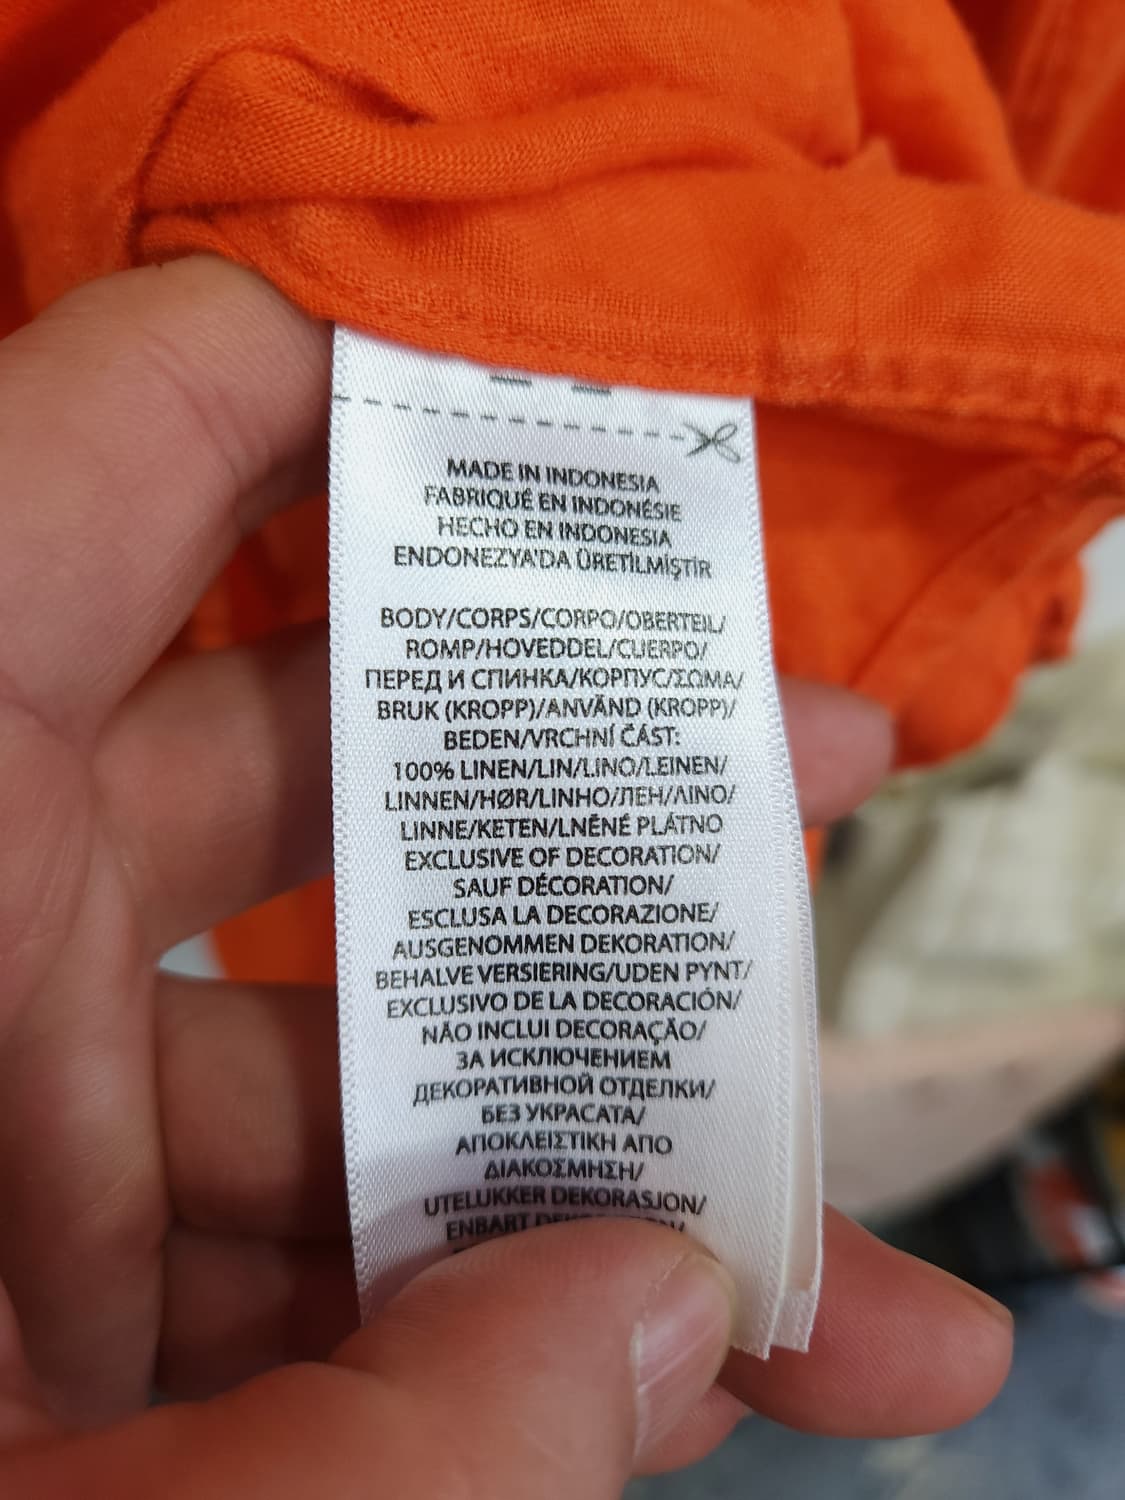 MADE IN INDONESIA
FABRIQUÉ EN INDONÉSIE
HECHO EN INDONESIA
ENDONEZYA'DA ÜRETİLMİŞTİR
BODY/CORPS/CORPO/OBERTEIL/
ROMP/HOVEDDEL/CUERPO/
ПЕРЕД И СПИНКА/КОРПУС/ΣΩΜΑ/
BRUK (KROPP)/ANVÄND (KROPP)/
BEDEN/VRCHNÍ ČÁST:
100% LINEN/LIN/LINO/LEINEN/
LINNEN/HØR/LINHO/ЛЕН/ΛΙΝΟ/
LINNE/KETEN/LNĚNÉ PLÁTNO
EXCLUSIVE OF DECORATION/
SAUF DÉCORATION/
ESCLUSA LA DECORAZIONE/
AUSGENOMMEN DEKORATION/
BEHALVE VERSIERING/UDEN PYNT/
EXCLUSIVO DE LA DECORACIÓN/
NÃO INCLUI DECORAÇÃO/
ЗА ИСКЛЮЧЕНИЕМ
ДЕКОРАТИВНОЙ ОТДЕЛКИ/
БЕЗ УКРАСАТА/
ΑΠΟΚΛΕΙΣΤΙΚΗ ΑΠΟ
ΔΙΑΚΟΣΜΗΣΗ/
UTELUKKER DEKORASJON/
ENBART